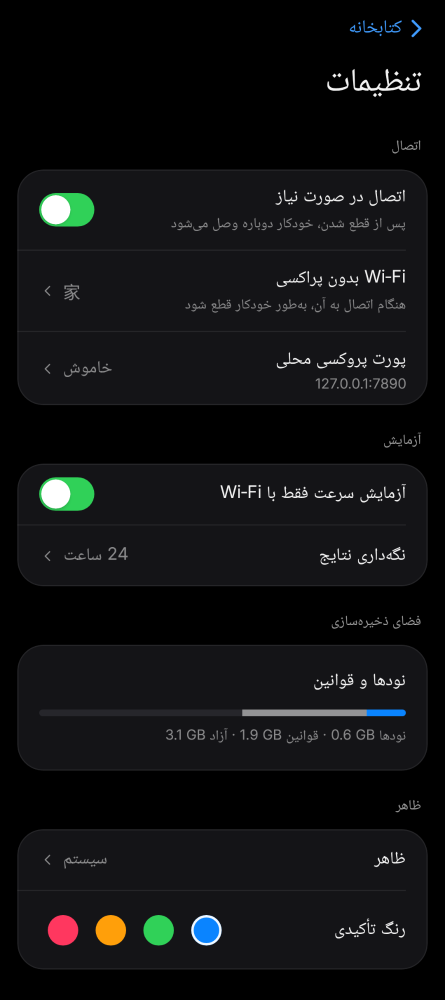 کتابخانه
تنظیمات
اتصال
اتصال در صورت نیاز
پس از قطع شدن، خودکار دوباره وصل می‌شود
Wi-Fi بدون پراکسی
家
هنگام اتصال به آن، به‌طور خودکار قطع شود
پورت پروکسی محلی
خاموش
127.0.0.1:7890
آزمایش
آزمایش سرعت فقط با Wi-Fi
نگه‌داری نتایج
24 ساعت
فضای ذخیره‌سازی
نودها و قوانین
نودها 0.6 GB · قوانین 1.9 GB · آزاد 3.1 GB
ظاهر
ظاهر
سیستم
رنگ تأکیدی